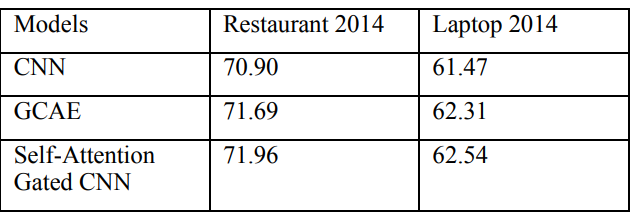 Models Restaurant 2014 Laptop 2014
CNN 70.90 61.47
GCAE 71.69 62.31
Self-Attention 71.96 62.54
Gated CNN